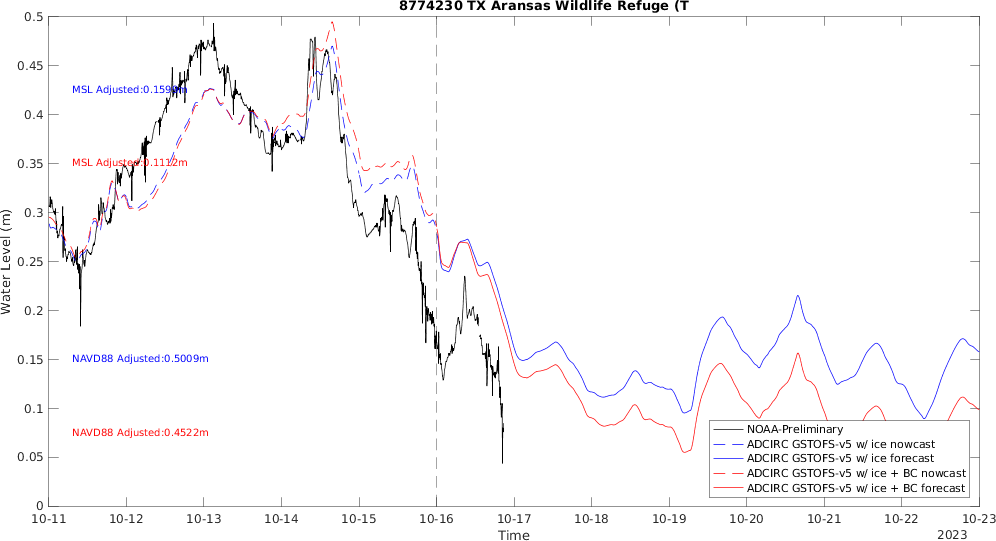 8774230 TX Aransas Wildlife Refuge (T
0.5
0.45
0.4
0.35
0.3
0.25
0.2
0.15
0.1
0.05
0
Water Level (m)
MSL Adjusted:0.159 m
MSL Adjusted:0.1112m
NAVD88 Adjusted:0.5009m
NAVD88 Adjusted:0.4522m
NOAA-Preliminary
ADCIRC GSTOFS-v5 w/ ice nowcast
ADCIRC GSTOFS-v5 w/ ice forecast
ADCIRC GSTOFS-v5 w/ ice + BC nowcast
ADCIRC GSTOFS-v5 w/ ice + BC forecast
10-11 10-12 10-13 10-14 10-15 10-16 10-17 10-18 10-19 10-20 10-21 10-22 10-23
Time
2023